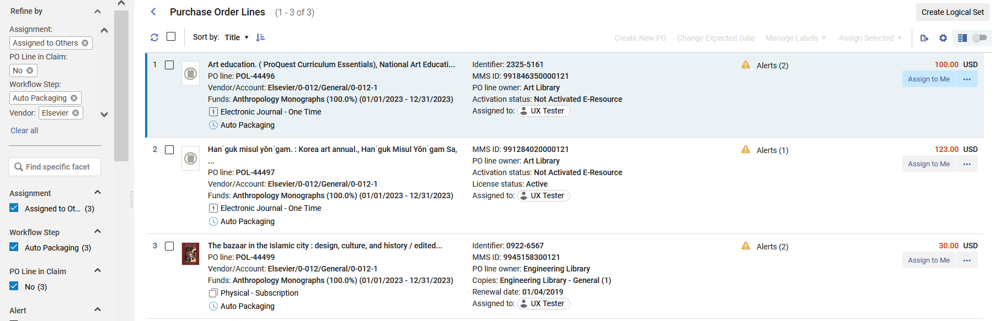 Refine by
Assignment:
Assigned to Others
PO Line in Claim:
No
Workflow Step:
Auto Packaging
Vendor: Elsevier
Clear all
Find specific facet
Assignment
Assigned to Ot... (3)
Workflow Step
Auto Packaging (3)
PO Line in Claim
No (3)
Alert
Purchase Order Lines (1 - 3 of 3)
Create Logical Set
Sort by: Title
Create New PO Change Expected Date Manage Labels Assign Selected
1
Art education. ( ProQuest Curriculum Essentials), National Art Educati...
PO line: POL-44496
Vendor/Account: Elsevier/0-012/General/0-012-1
Funds: Anthropology Monographs (100.0%) (01/01/2023 - 12/31/2023)
1 Electronic Journal - One Time
Auto Packaging
Identifier: 2325-5161
MMS ID: 991846350000121
PO line owner: Art Library
Activation status: Not Activated E-Resource
Assigned to: UX Tester
Alerts (2)
100.00 USD
Assign to Me
2
Hanʾguk misul yŏnʾgam. : Korea art annual., Hanʾguk Misul Yŏnʾgam Sa,
...
PO line: POL-44497
Vendor/Account: Elsevier/0-012/General/0-012-1
Funds: Anthropology Monographs (100.0%) (01/01/2023 - 12/31/2023)
1 Electronic Journal - One Time
Auto Packaging
MMS ID: 991284020000121
PO line owner: Art Library
Activation status: Not Activated E-Resource
License status: Active
Assigned to: UX Tester
Alerts (1)
123.00 USD
Assign to Me
3
The bazaar in the Islamic city : design, culture, and history / edited...
PO line: POL-44499
Vendor/Account: Elsevier/0-012/General/0-012-1
Funds: Anthropology Monographs (100.0%) (01/01/2023 - 12/31/2023)
Physical - Subscription
Auto Packaging
Identifier: 0922-6567
MMS ID: 9945158300121
PO line owner: Engineering Library
Copies: Engineering Library - General (1)
Renewal date: 01/04/2019
Assigned to: UX Tester
Alerts (2)
30.00 USD
Assign to Me